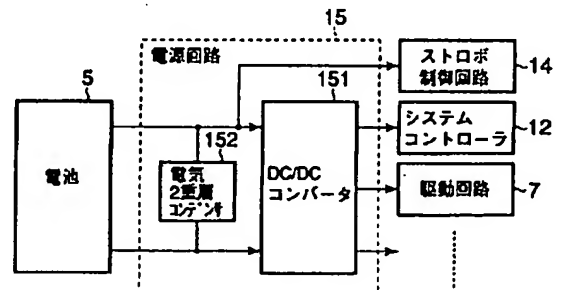 15
電源回路
ストロボ
制御回路
14
5
151
152
システム
コントローラ
12
電池
電気
2重層
コンデンサ
DC/DC
コンバータ
駆動回路
7